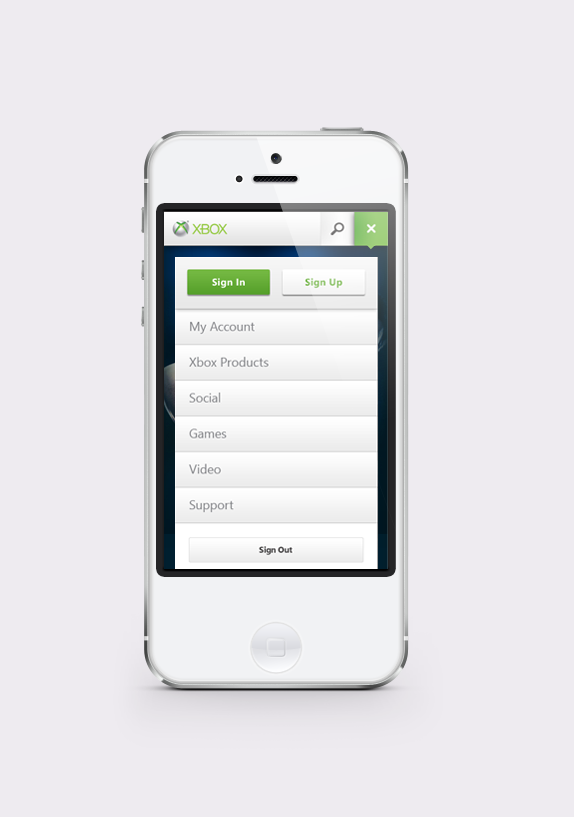 XBOX
Sign In
Sign Up
My Account
Xbox Products
Social
Games
Video
Support
Sign Out